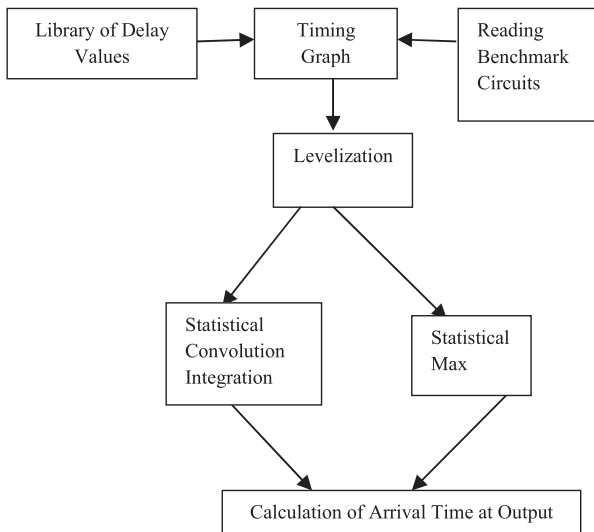 Library of Delay
Values
Timing
Graph
Reading
Benchmark
Circuits
Levelization
Statistical
Convolution
Integration
Statistical
Max
Calculation of Arrival Time at Output